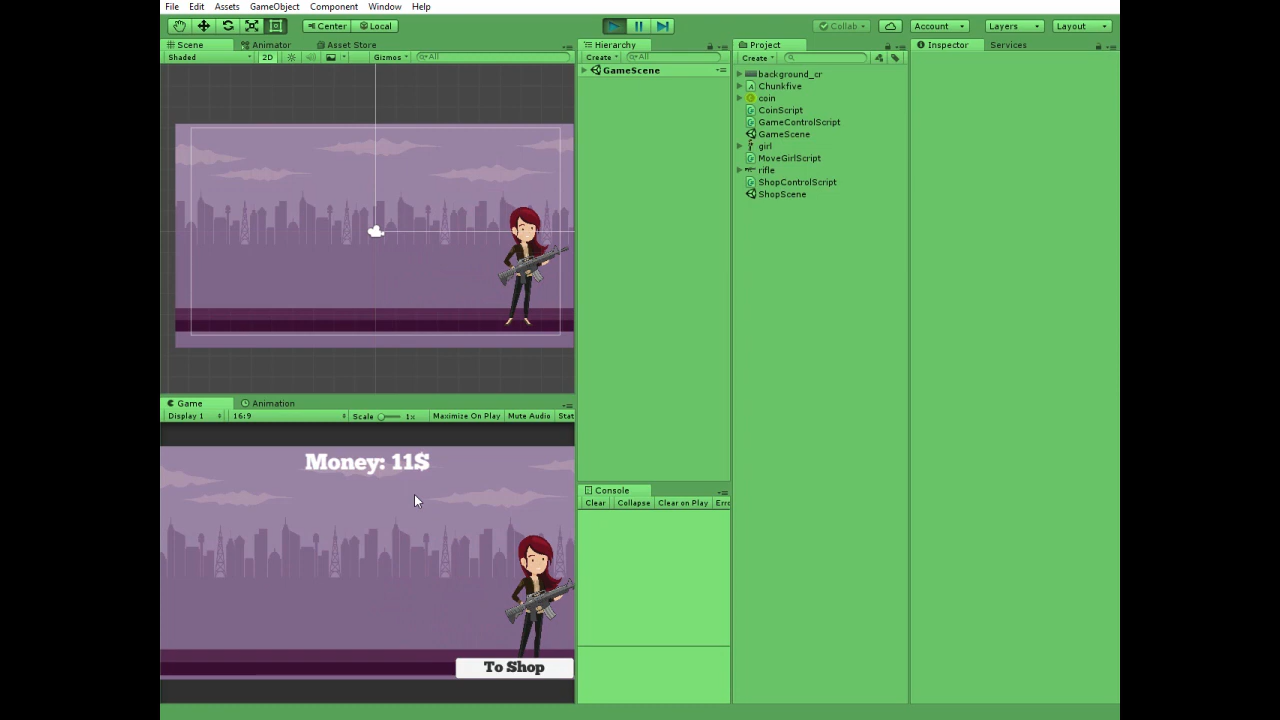 File Edit Assets GameObject Component Window Help
Center Local Collab Account Layers Layout
Scene Animator Asset Store Hierarchy Project Inspector Services
Shaded 2D Gizmos All Create All Create
GameScene
background_cr
Chunkfive
coin
CoinScript
GameControlScript
GameScene
girl
MoveGirlScript
rifle
ShopControlScript
ShopScene
Game Animation
Display 1 16:9 Scale 1x Maximize On Play Mute Audio Stat
Money: 11$
To Shop
Console
Clear Collapse Clear on Play Erro